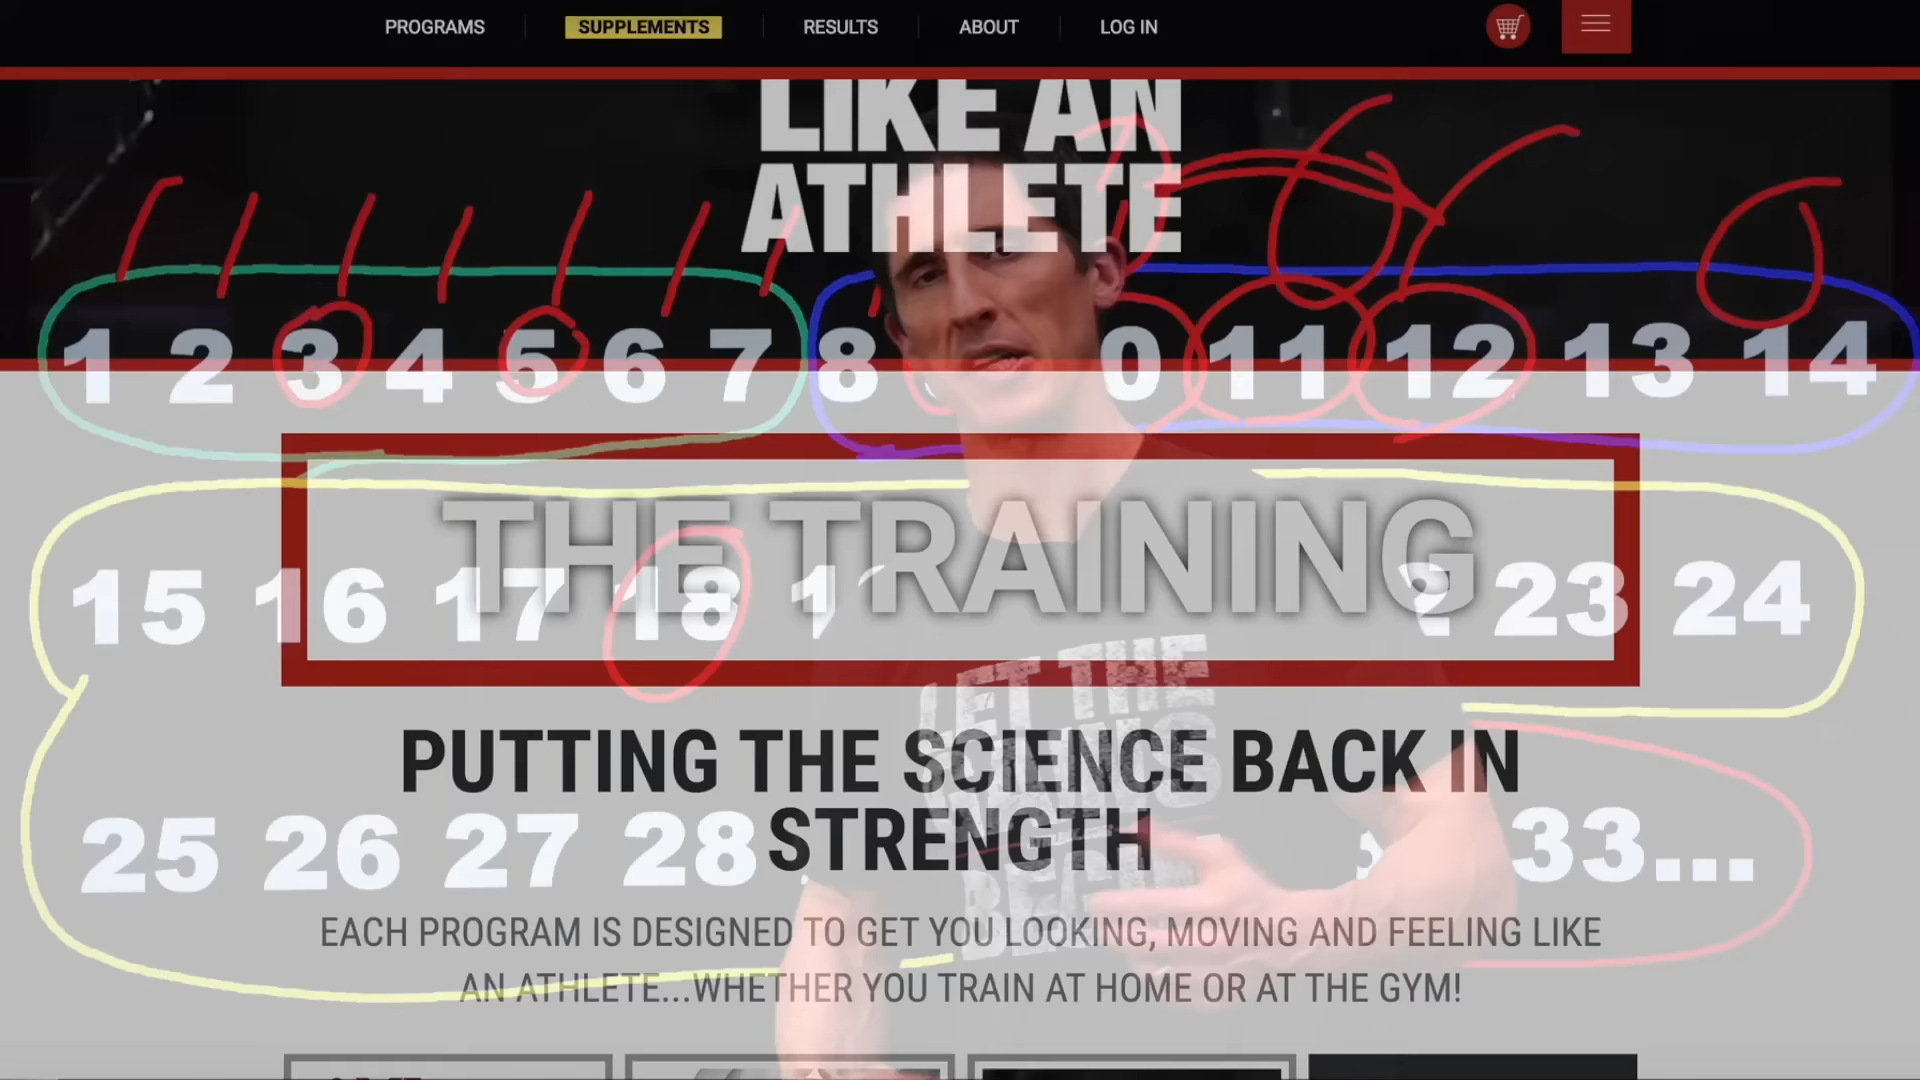 PROGRAMS SUPPLEMENTS RESULTS ABOUT LOG IN
LIKE AN
ATHLETE
1 2 3 4 5 6 7 8 0 11 12 13 14
THE TRAINING
15 16 17 18 23 24
LET THE
GAINS
PUTTING THE SCIENCE BACK IN
STRENGTH
25 26 27 28 33...
EACH PROGRAM IS DESIGNED TO GET YOU LOOKING, MOVING AND FEELING LIKE
AN ATHLETE...WHETHER YOU TRAIN AT HOME OR AT THE GYM!